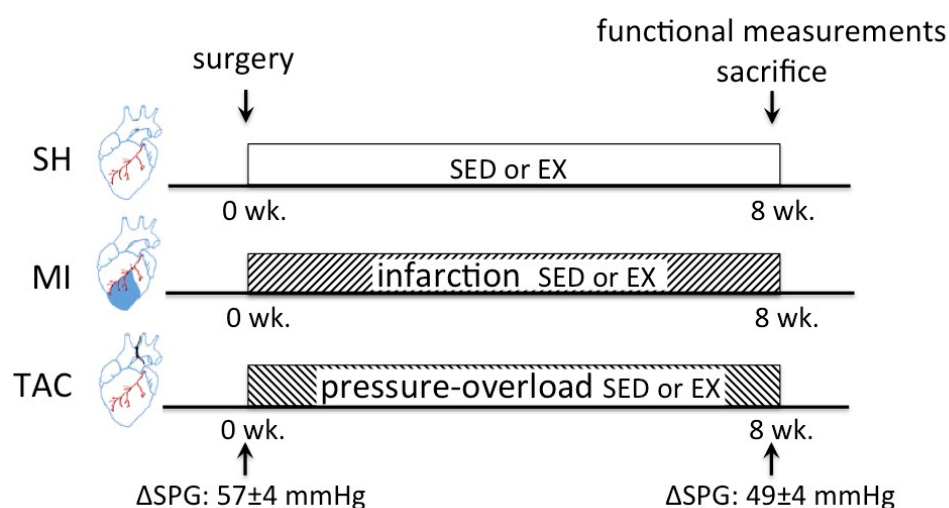 surgery
functional measurements
sacrifice
SH
SED or EX
0 wk.
8 wk.
MI
infarction SED or EX
0 wk.
8 wk.
TAC
pressure-overload SED or EX
0 wk.
8 wk.
ΔSPG: 57±4 mmHg
ΔSPG: 49±4 mmHg